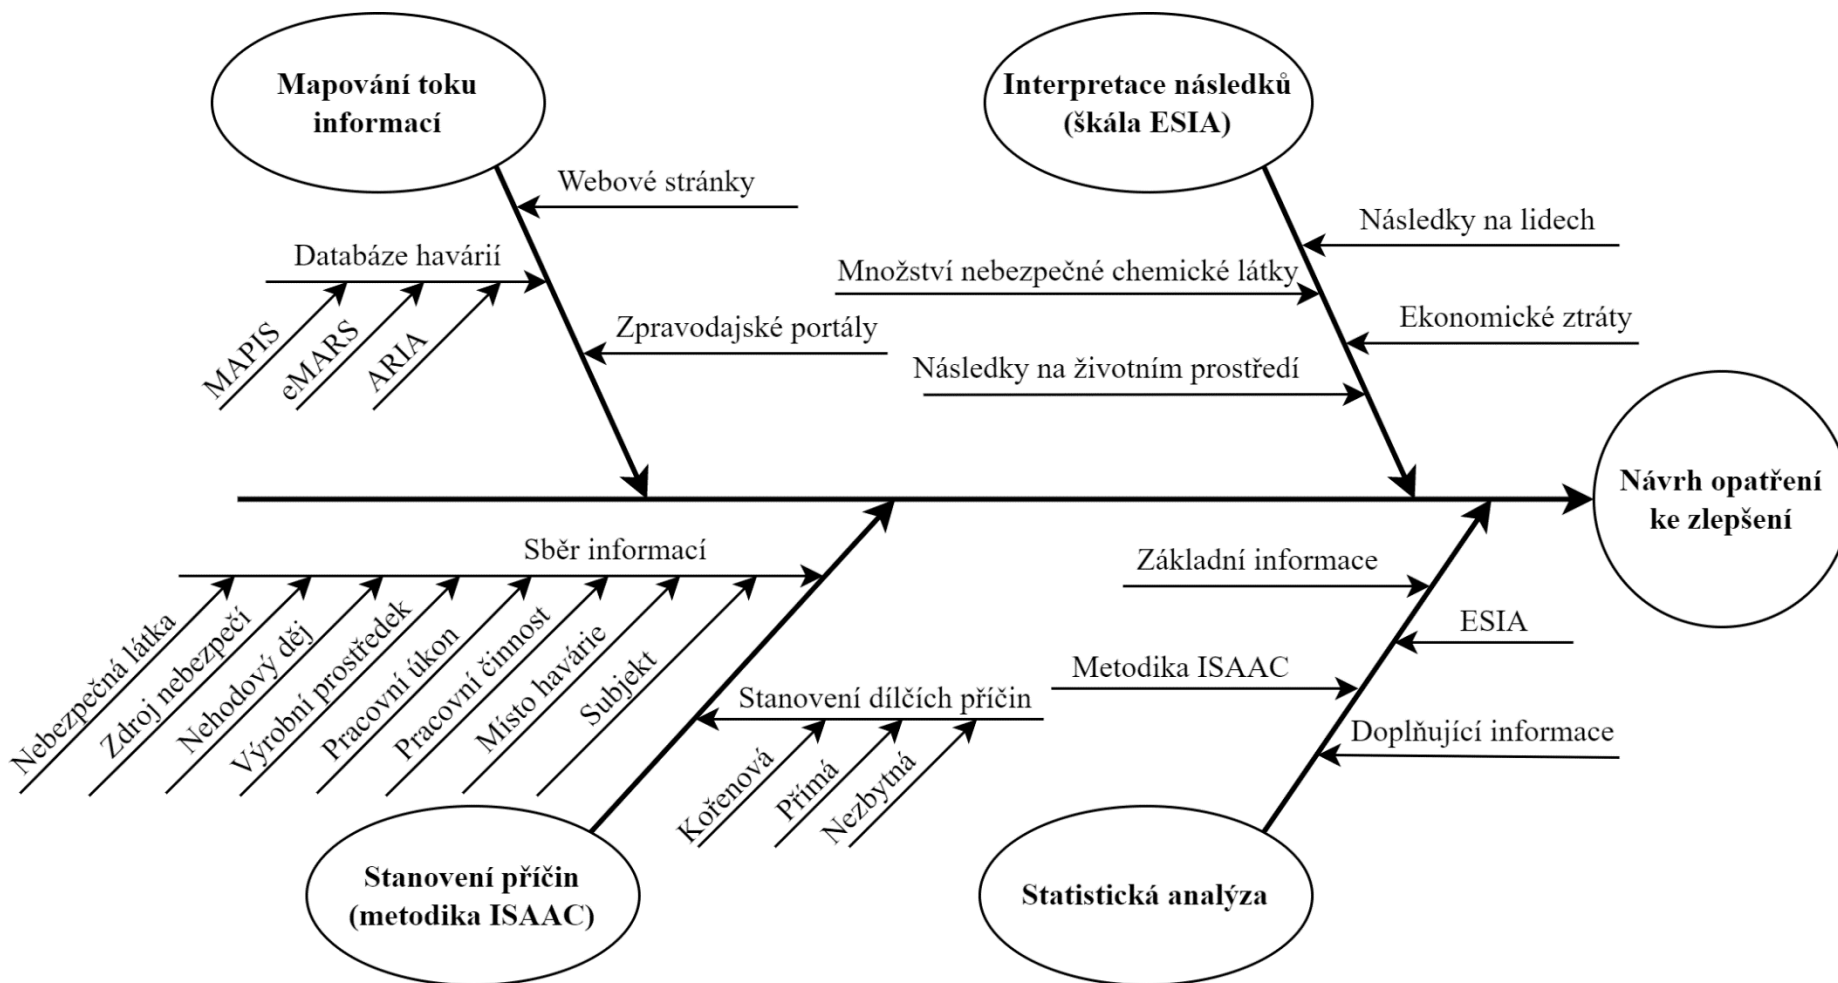 Mapování toku
informací
Interpretace následků
(škála ESIA)
Webové stránky
Databáze havárií
MAPIS
eMARS
ARIA
Zpravodajské portály
Následky na lidech
Množství nebezpečné chemické látky
Ekonomické ztráty
Následky na životním prostředí
Návrh opatření
ke zlepšení
Sběr informací
Nebezpečná látka
Zdroj nebezpečí
Nehodový děj
Výrobní prostředek
Pracovní úkon
Pracovní činnost
Místo havárie
Subjekt
Stanovení dílčích příčin
Kořenová
Přímá
Nezbytná
Základní informace
ESIA
Metodika ISAAC
Doplňující informace
Stanovení příčin
(metodika ISAAC)
Statistická analýza